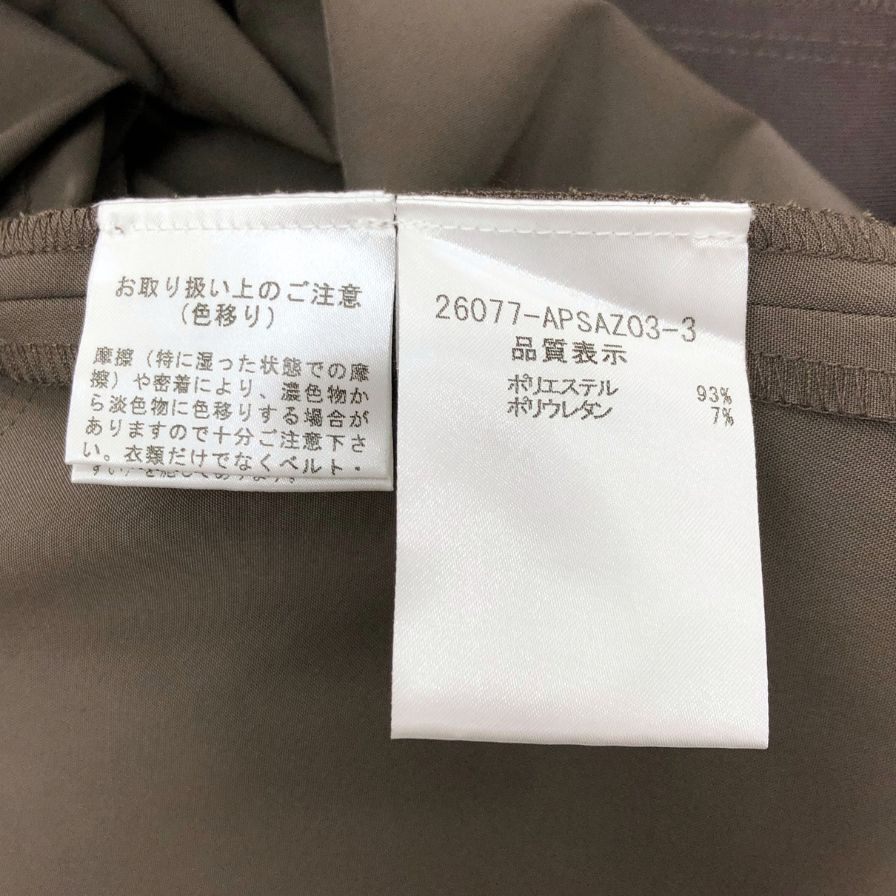 お取り扱い上のご注意
(色移り)
摩擦(特に湿った状態での摩
擦)や密着により、濃色物か
ら淡色物に色移りする場合が
ありますので十分ご注意下さ
い。衣類だけでなくベルト・
26077-APSAZ03-3
品質表示
ポリエステル 93%
ポリウレタン 7%